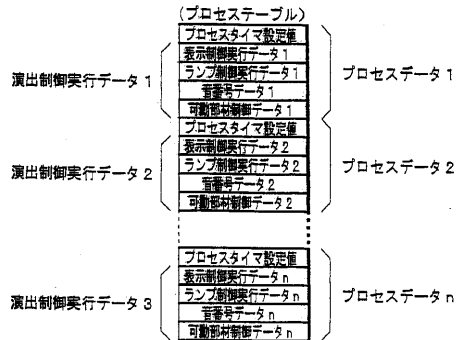 (プロセステーブル)
プロセスタイマ設定値
表示制御実行データ1
ランプ制御実行データ1
音番号データ1
可動部材制御データ1
演出制御実行データ1
プロセスデータ1
プロセスタイマ設定値
表示制御実行データ2
ランプ制御実行データ2
音番号データ2
可動部材制御データ2
演出制御実行データ2
プロセスデータ2
プロセスタイマ設定値
表示制御実行データn
ランプ制御実行データn
音番号データn
可動部材制御データn
演出制御実行データ3
プロセスデータn